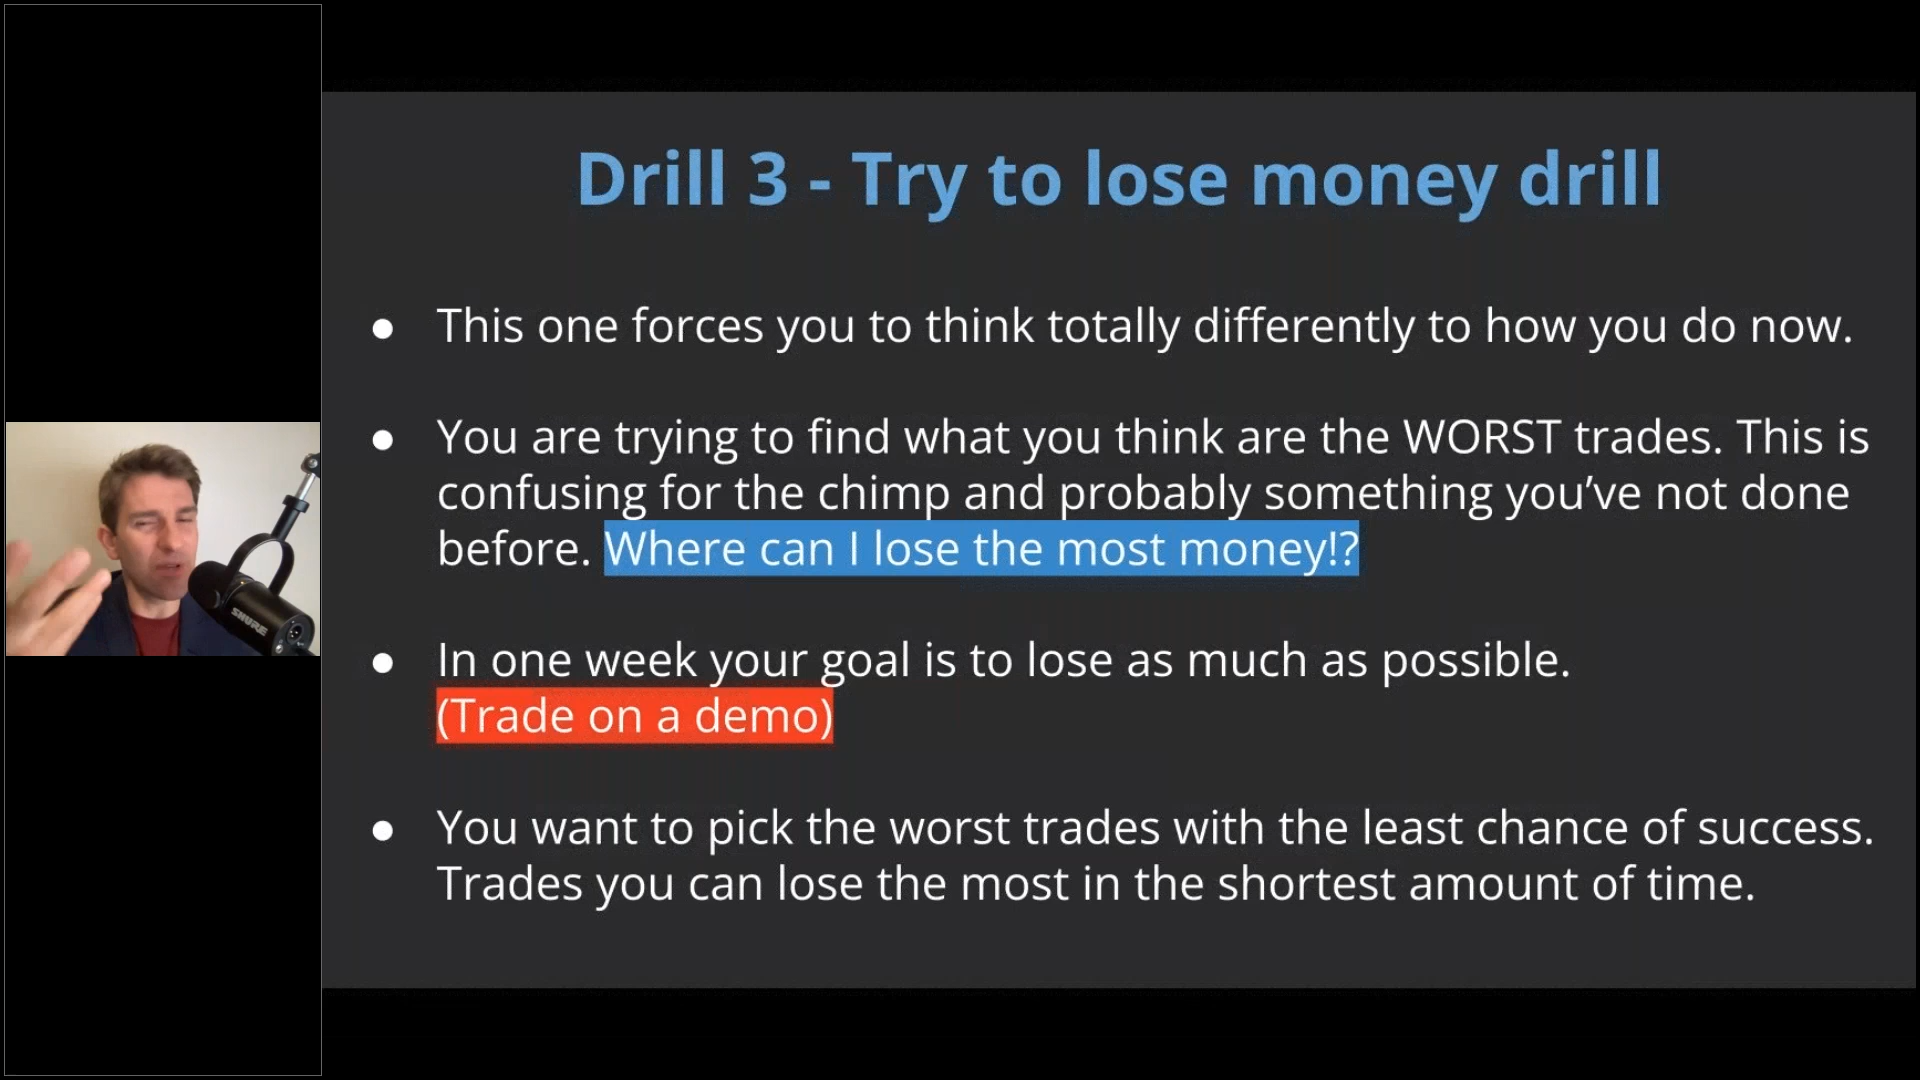 Drill 3 - Try to lose money drill
● This one forces you to think totally differently to how you do now.
● You are trying to find what you think are the WORST trades. This is
confusing for the chimp and probably something you’ve not done
before. Where can I lose the most money!?
● In one week your goal is to lose as much as possible.
(Trade on a demo)
● You want to pick the worst trades with the least chance of success.
Trades you can lose the most in the shortest amount of time.
SHURE